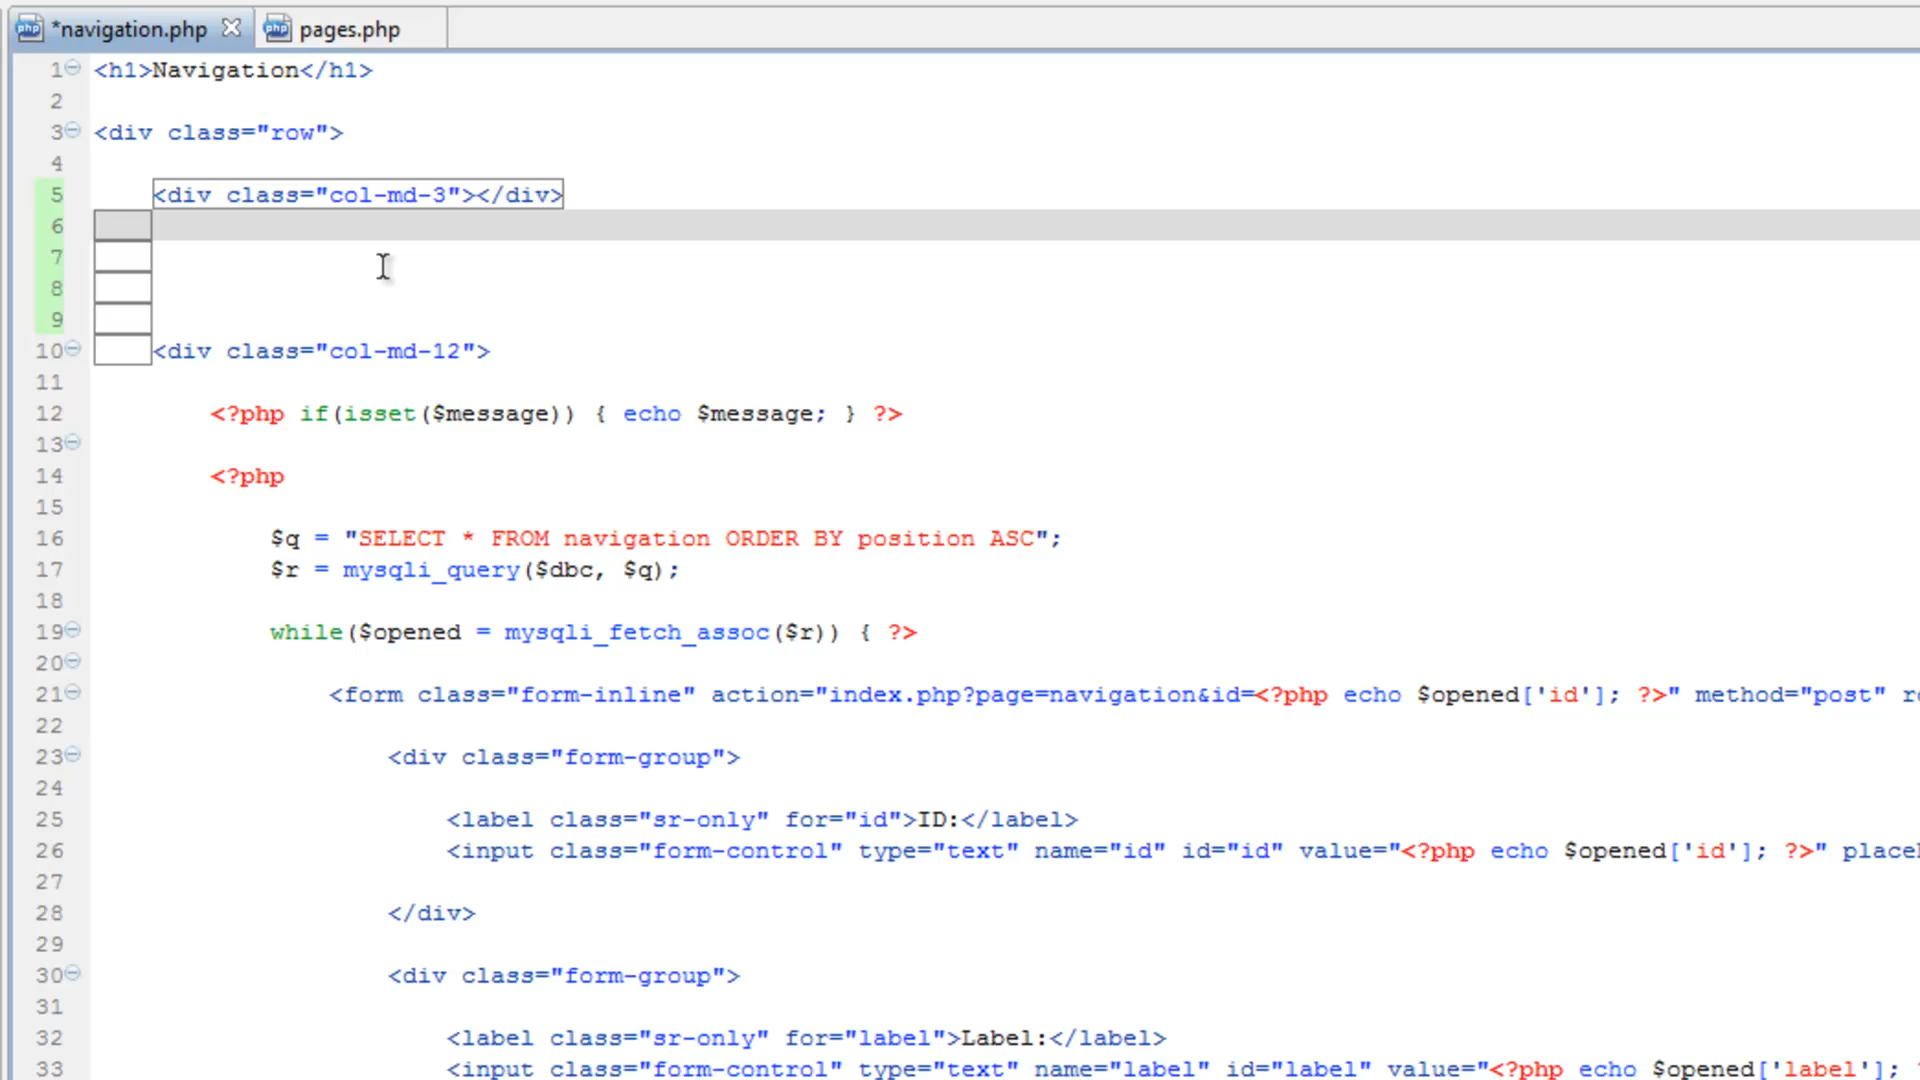 *navigation.php
pages.php
1 <h1>Navigation</h1>
2
3 <div class="row">
4
5 <div class="col-md-3"></div>
6
7
8
9
10 <div class="col-md-12">
11
12 <?php if(isset($message)) { echo $message; } ?>
13
14 <?php
15
16 $q = "SELECT * FROM navigation ORDER BY position ASC";
17 $r = mysqli_query($dbc, $q);
18
19 while($opened = mysqli_fetch_assoc($r)) { ?>
20
21 <form class="form-inline" action="index.php?page=navigation&id=<?php echo $opened['id']; ?>" method="post"
22
23 <div class="form-group">
24
25 <label class="sr-only" for="id">ID:</label>
26 <input class="form-control" type="text" name="id" id="id" value="<?php echo $opened['id']; ?>"
27
28 </div>
29
30 <div class="form-group">
31
32 <label class="sr-only" for="label">Label:</label>
33 <input class="form-control" type="text" name="label" id="label" value="<?php echo $opened['label'];